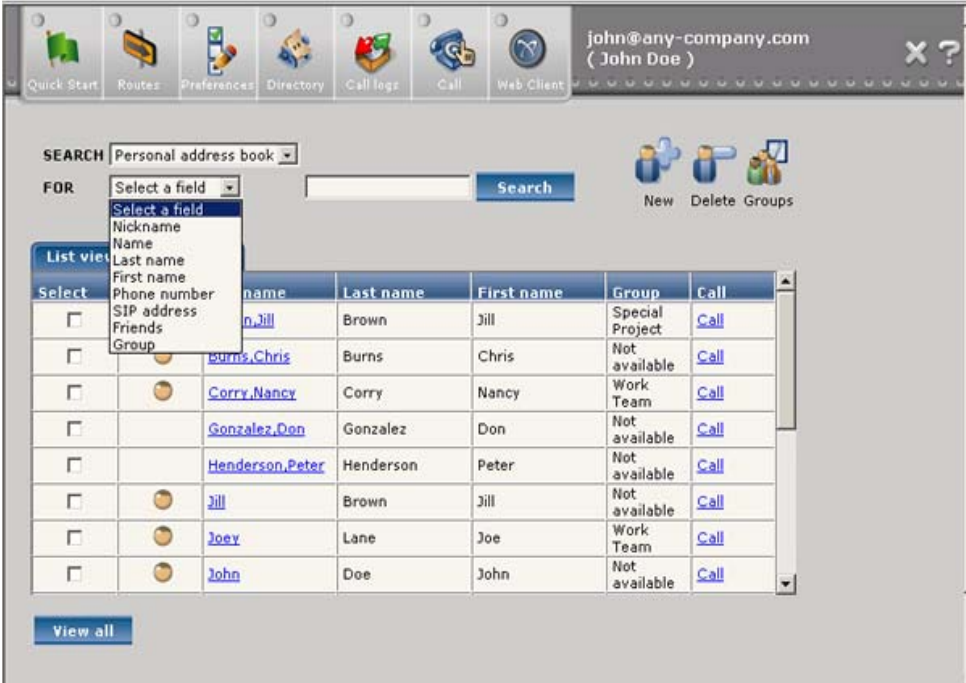 john@any-company.com
( John Doe )
Quick Start
Routes
Preferences
Directory
Call logs
Call
Web Client
SEARCH
Personal address book
FOR
Select a field
Search
New
Delete
Groups
Select a field
Nickname
Name
Last name
First name
Phone number
SIP address
Friends
Group
Select
Last name
First name
Group
Call
Brown
Jill
Special
Project
Call
Burns,Chris
Burns
Chris
Not
available
Call
Corry,Nancy
Corry
Nancy
Work
Team
Call
Gonzalez,Don
Gonzalez
Don
Not
available
Call
Henderson,Peter
Henderson
Peter
Not
available
Call
Jill
Brown
Jill
Not
available
Call
Joey
Lane
Joe
Work
Team
Call
John
Doe
John
Not
available
Call
View all